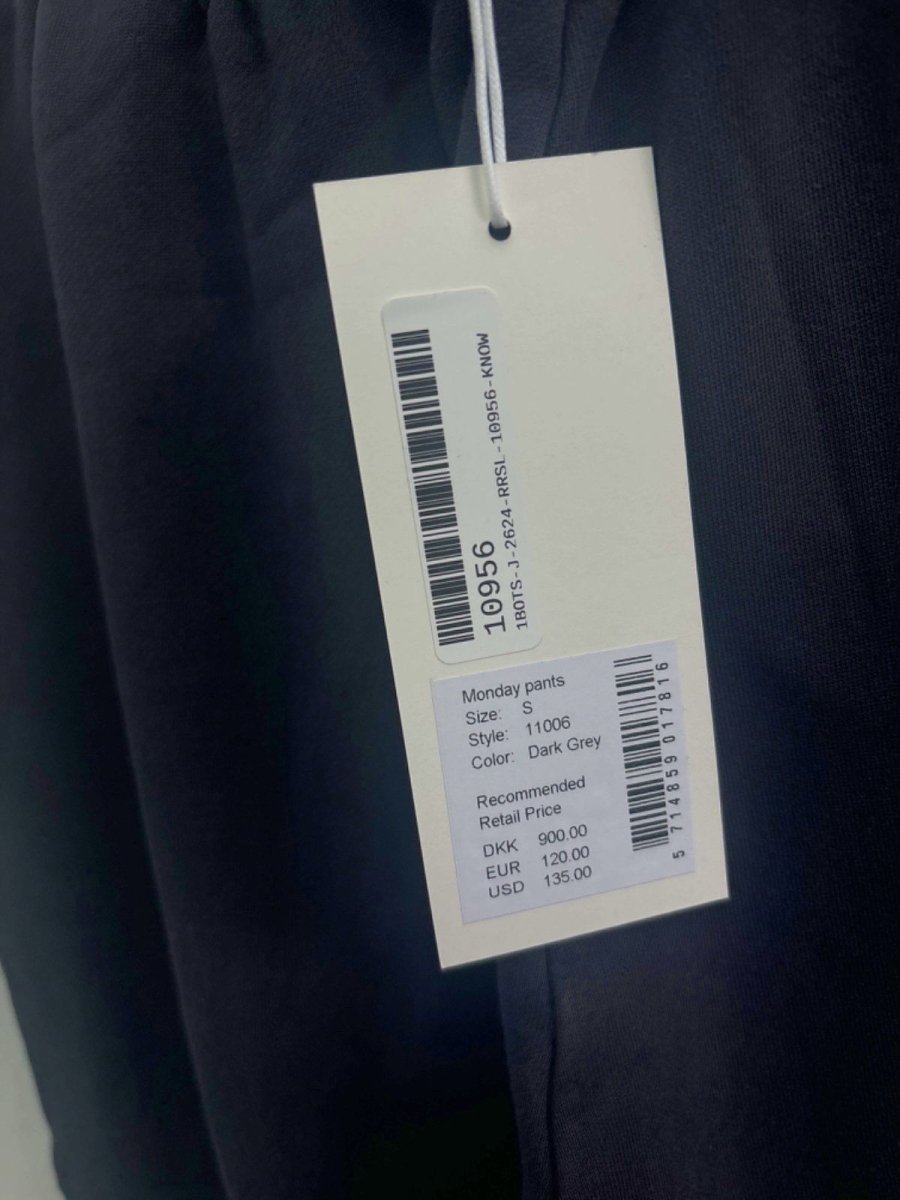 10956
1BOTS-J-2624-RRSL-10956-KNOW
Monday pants
Size: S
Style: 11006
Color: Dark Grey
Recommended
Retail Price
DKK 900.00
EUR 120.00
USD 135.00
5 714859 017816